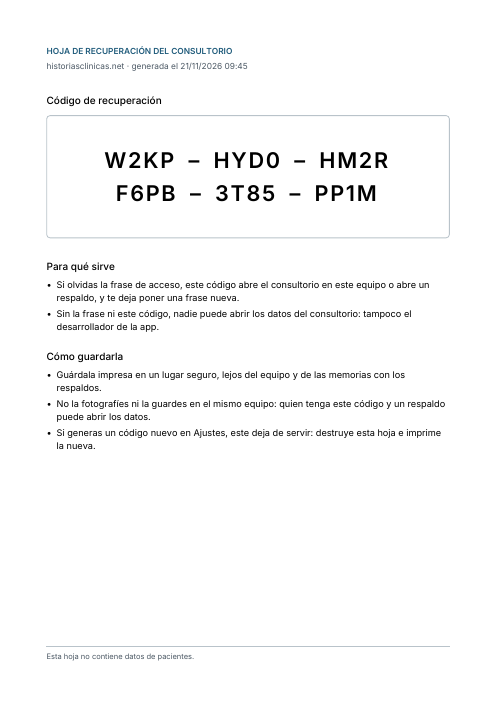 HOJA DE RECUPERACIÓN DEL CONSULTORIO
historiasclinicas.net · generada el 21/11/2026 09:45
Código de recuperación
W2KP – HYD0 – HM2R
F6PB – 3T85 – PP1M
Para qué sirve
• Si olvidas la frase de acceso, este código abre el consultorio en este equipo o abre un
respaldo, y te deja poner una frase nueva.
• Sin la frase ni este código, nadie puede abrir los datos del consultorio: tampoco el
desarrollador de la app.
Cómo guardarla
• Guárdala impresa en un lugar seguro, lejos del equipo y de las memorias con los
respaldos.
• No la fotografíes ni la guardes en el mismo equipo: quien tenga este código y un respaldo
puede abrir los datos.
• Si generas un código nuevo en Ajustes, este deja de servir: destruye esta hoja e imprime
la nueva.
Esta hoja no contiene datos de pacientes.